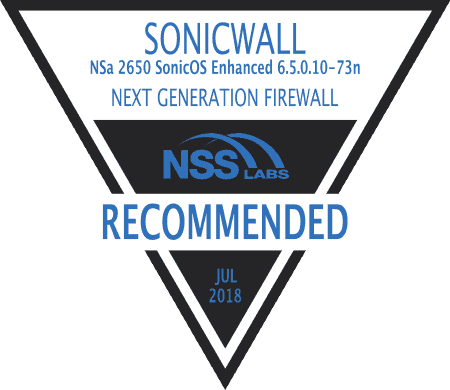 SONICWALL
NSa 2650 SonicOS Enhanced 6.5.0.10-73n
NEXT GENERATION FIREWALL
NSS LABS
RECOMMENDED
JUL
2018